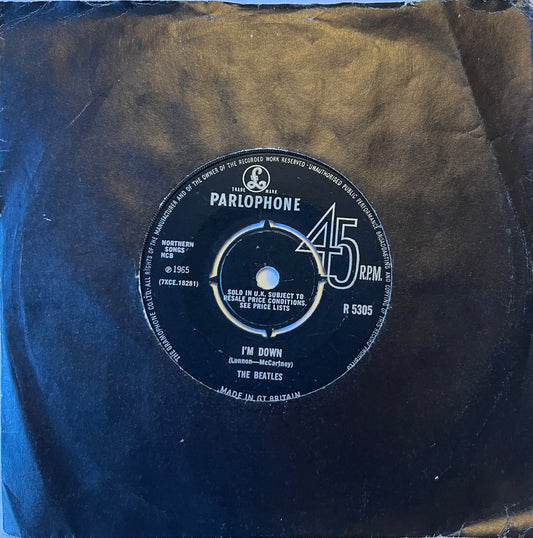 THE GRAMOPHONE CO LTD. ALL RIGHTS OF THE MANUFACTURER AND OF THE OWNER OF THE RECORDED WORK RESERVED · UNAUTHORISED PUBLIC PERFORMANCE BROADCASTING AND COPYING OF THIS RECORD PROHIBITED
£
TRADE MARK
PARLOPHONE
45
R.P.M.
NORTHERN
SONGS
NCB
℗ 1965
(7XCE.18281)
SOLD IN U.K. SUBJECT TO
RESALE PRICE CONDITIONS,
SEE PRICE LISTS
R 5305
I'M DOWN
(Lennon—McCartney)
THE BEATLES
MADE IN GT. BRITAIN